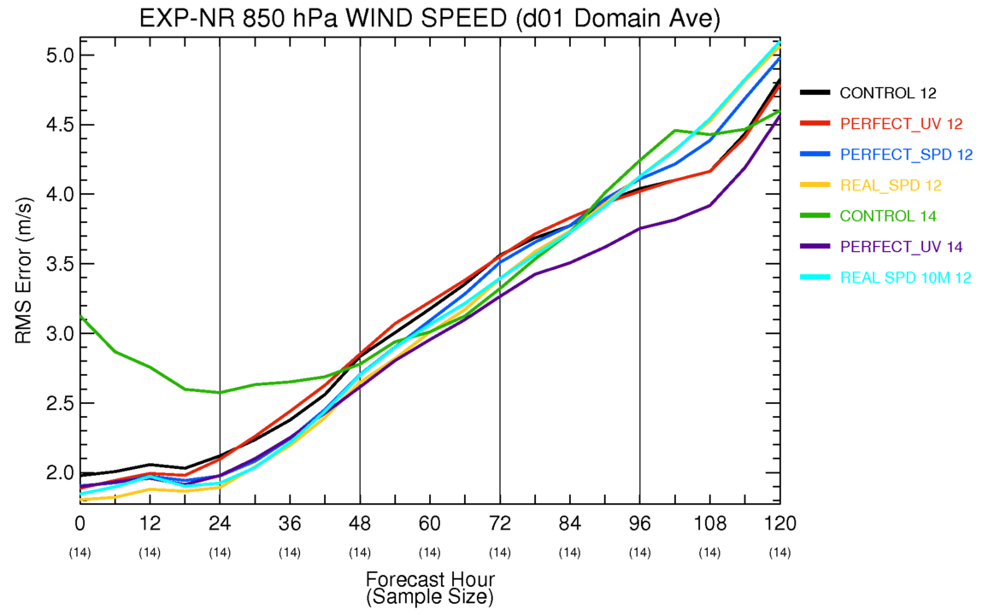 EXP-NR 850 hPa WIND SPEED (d01 Domain Ave)
5.0
4.5
4.0
3.5
3.0
2.5
2.0
RMS Error (m/s)
0 12 24 36 48 60 72 84 96 108 120
(14) (14) (14) (14) (14) (14) (14) (14) (14) (14) (14)
Forecast Hour
(Sample Size)
CONTROL 12
PERFECT_UV 12
PERFECT_SPD 12
REAL_SPD 12
CONTROL 14
PERFECT_UV 14
REAL SPD 10M 12